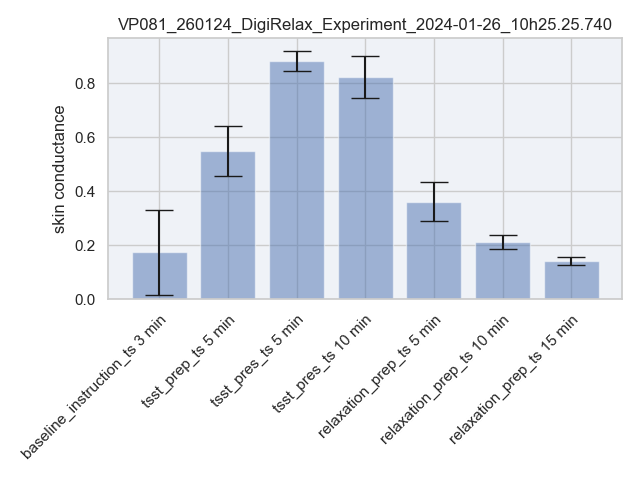 VP081_260124_DigiRelax_Experiment_2024-01-26_10h25.25.740
skin conductance
0.8
0.6
0.4
0.2
0.0
baseline_instruction_ts 3 min
tsst_prep_ts 5 min
tsst_pres_ts 5 min
tsst_pres_ts 10 min
relaxation_prep_ts 5 min
relaxation_prep_ts 10 min
relaxation_prep_ts 15 min